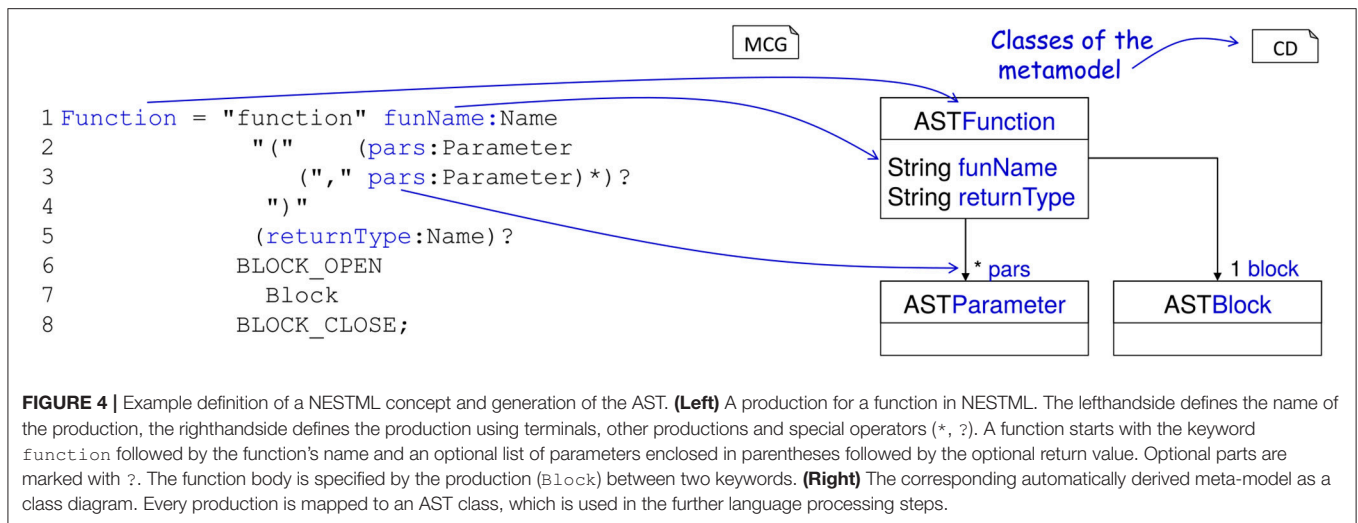 MCG
Classes of the
metamodel
CD
1 Function = "function" funName:Name
2 "(" (pars:Parameter
3 ("," pars:Parameter)*)?
4 ")"
5 (returnType:Name)?
6 BLOCK_OPEN
7 Block
8 BLOCK_CLOSE;
ASTFunction
String funName
String returnType
* pars
1 block
ASTParameter
ASTBlock
FIGURE 4 | Example definition of a NESTML concept and generation of the AST. (Left) A production for a function in NESTML. The lefthandside defines the name of
the production, the righthandside defines the production using terminals, other productions and special operators (*, ?). A function starts with the keyword
function followed by the function's name and an optional list of parameters enclosed in parentheses followed by the optional return value. Optional parts are
marked with ?. The function body is specified by the production (Block) between two keywords. (Right) The corresponding automatically derived meta-model as a
class diagram. Every production is mapped to an AST class, which is used in the further language processing steps.